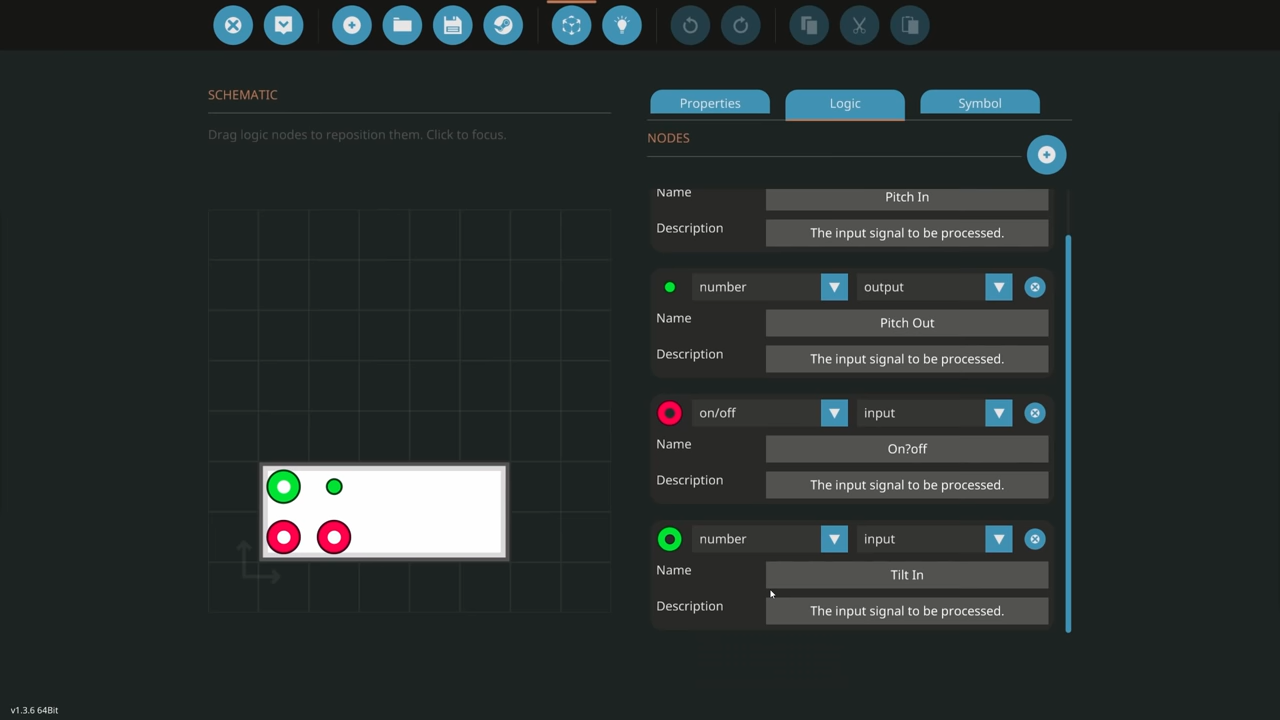 SCHEMATIC
Drag logic nodes to reposition them. Click to focus.
Properties
Logic
Symbol
NODES
Name
Pitch In
Description
The input signal to be processed.
number
output
Name
Pitch Out
Description
The input signal to be processed.
on/off
input
Name
On?off
Description
The input signal to be processed.
number
input
Name
Tilt In
Description
The input signal to be processed.
v1.3.6 64Bit